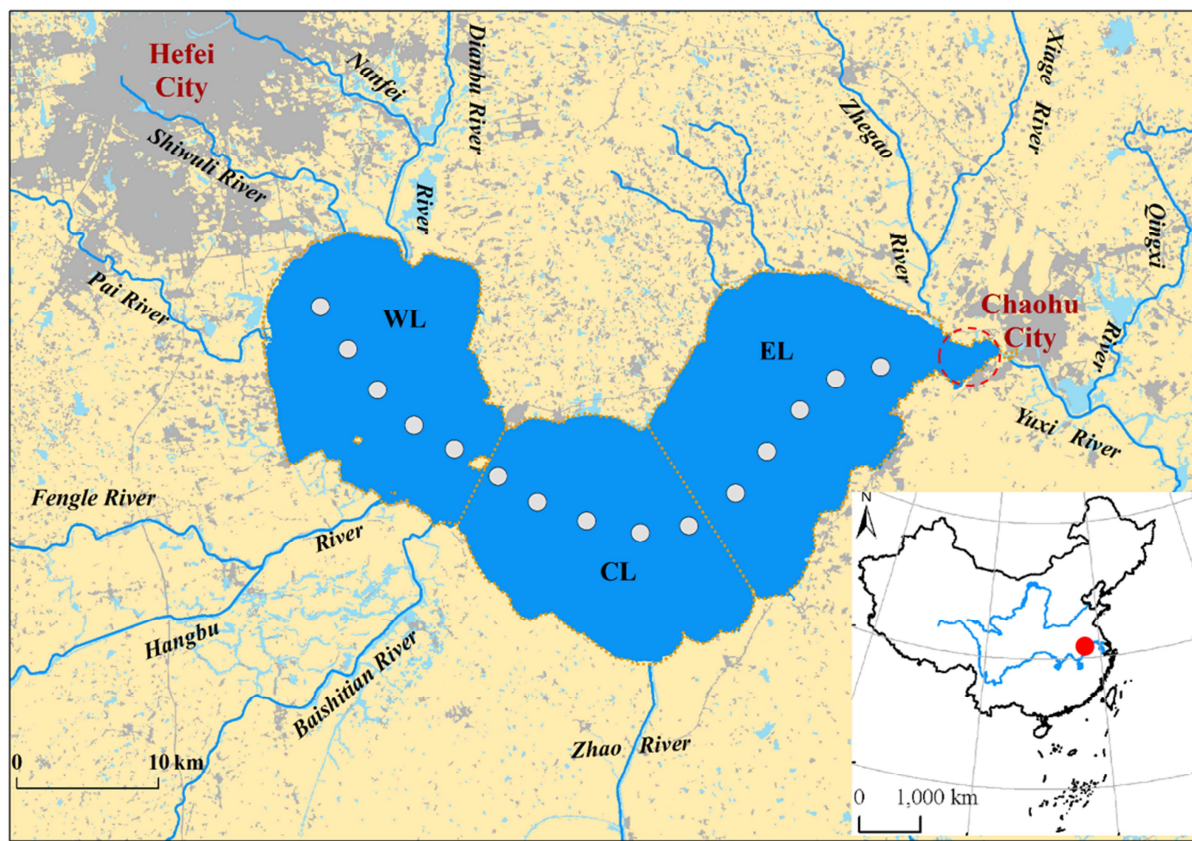 Hefei
City
Nanfei
River
Dianbu River
Shiwuli River
Pai River
Zhegao
River
Xiage River
Qingxi
River
Chaohu
City
Yuxi River
WL
EL
CL
Fengle River
Hangbu
River
Baishitian River
Zhao River
0 10 km
N
0 1,000 km